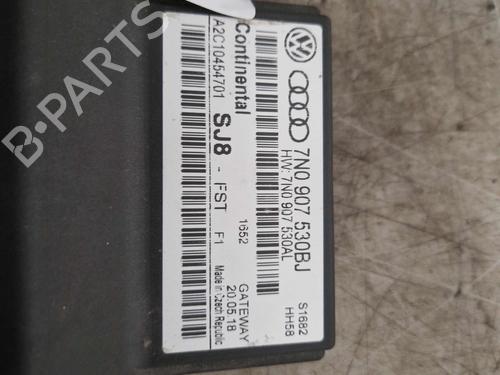 7N0 907 530BJ
HW: 7N0 907 530AL
S1682
HH58
Continental
A2C10454701
SJ8 - FST F1
1652
GATEWAY
20.05.18
Made in Czech Republic
B-PARTS